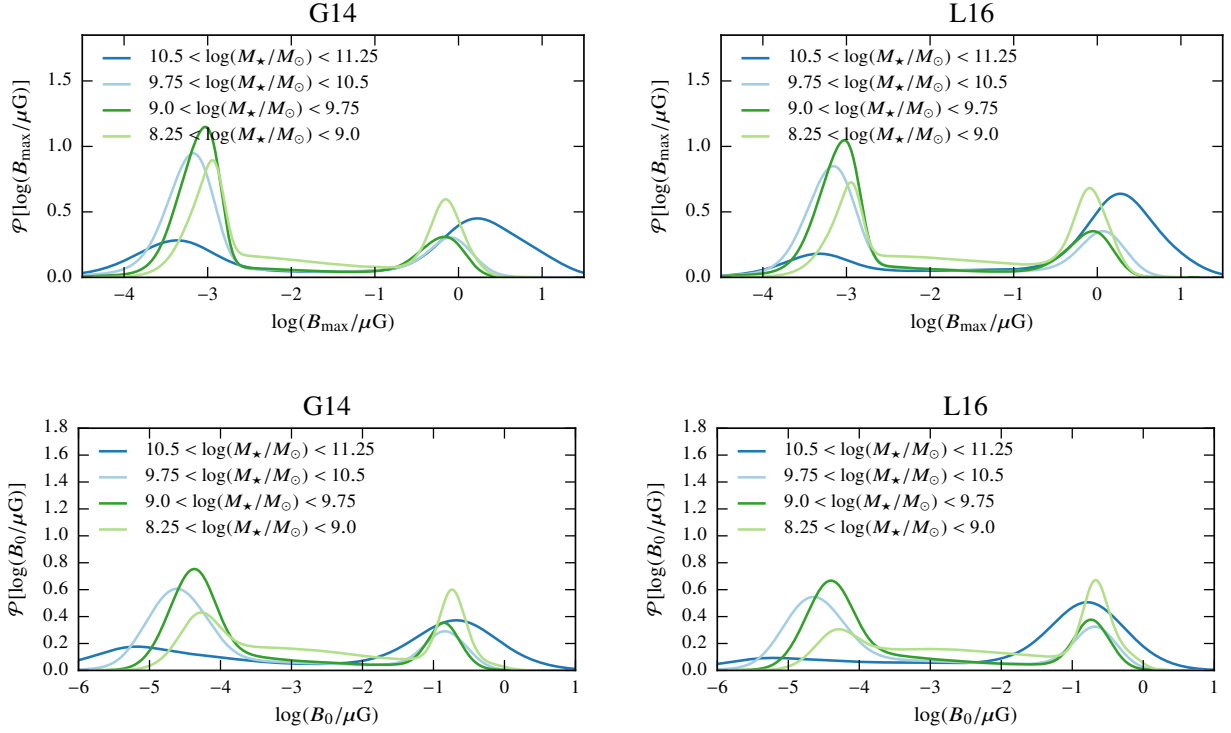 G14
𝒫[log(B_max/μG)]
1.5
1.0
0.5
0.0
10.5 < log(M★/M⊙) < 11.25
9.75 < log(M★/M⊙) < 10.5
9.0 < log(M★/M⊙) < 9.75
8.25 < log(M★/M⊙) < 9.0
−4 −3 −2 −1 0 1
log(B_max/μG)
L16
𝒫[log(B_max/μG)]
1.5
1.0
0.5
0.0
10.5 < log(M★/M⊙) < 11.25
9.75 < log(M★/M⊙) < 10.5
9.0 < log(M★/M⊙) < 9.75
8.25 < log(M★/M⊙) < 9.0
−4 −3 −2 −1 0 1
log(B_max/μG)
G14
𝒫[log(B_0/μG)]
1.8
1.6
1.4
1.2
1.0
0.8
0.6
0.4
0.2
0.0
10.5 < log(M★/M⊙) < 11.25
9.75 < log(M★/M⊙) < 10.5
9.0 < log(M★/M⊙) < 9.75
8.25 < log(M★/M⊙) < 9.0
−6 −5 −4 −3 −2 −1 0 1
log(B_0/μG)
L16
𝒫[log(B_0/μG)]
1.8
1.6
1.4
1.2
1.0
0.8
0.6
0.4
0.2
0.0
10.5 < log(M★/M⊙) < 11.25
9.75 < log(M★/M⊙) < 10.5
9.0 < log(M★/M⊙) < 9.75
8.25 < log(M★/M⊙) < 9.0
−6 −5 −4 −3 −2 −1 0 1
log(B_0/μG)